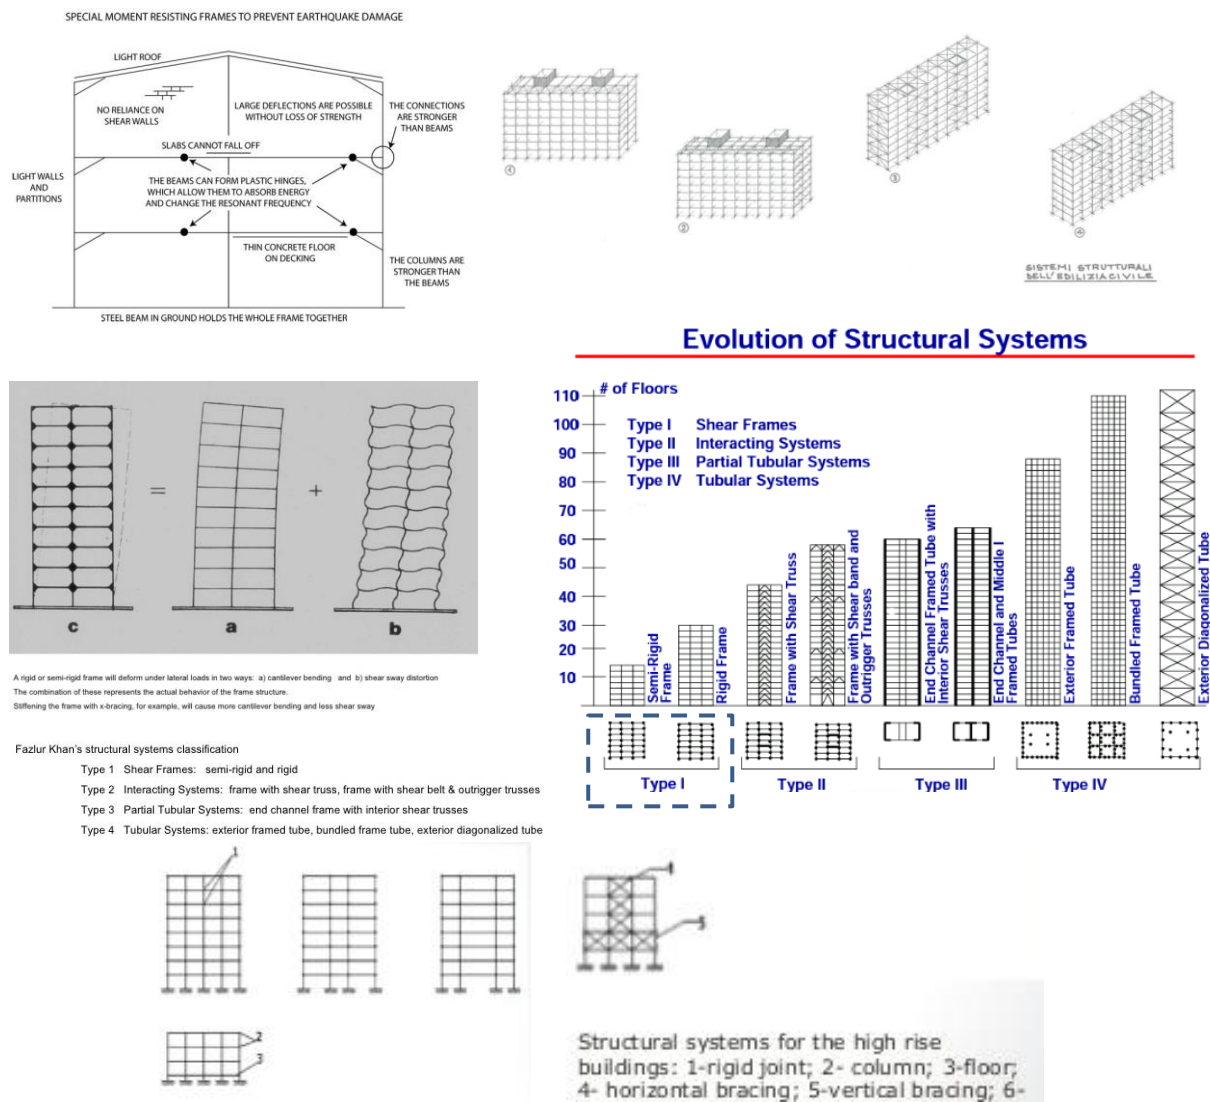 SPECIAL MOMENT RESISTING FRAMES TO PREVENT EARTHQUAKE DAMAGE
LIGHT ROOF
NO RELIANCE ON
SHEAR WALLS
LARGE DEFLECTIONS ARE POSSIBLE
WITHOUT LOSS OF STRENGTH
THE CONNECTIONS
ARE STRONGER
THAN BEAMS
SLABS CANNOT FALL OFF
LIGHT WALLS
AND
PARTITIONS
THE BEAMS CAN FORM PLASTIC HINGES,
WHICH ALLOW THEM TO ABSORB ENERGY
AND CHANGE THE RESONANT FREQUENCY
THIN CONCRETE FLOOR
ON DECKING
THE COLUMNS ARE
STRONGER THAN
THE BEAMS
STEEL BEAM IN GROUND HOLDS THE WHOLE FRAME TOGETHER
2
SISTEMI STRUTTURALI
DELL'EDILIZIA CIVILE
Evolution of Structural Systems
# of Floors
110
100
90
80
70
60
50
40
30
20
10
Type I Shear Frames
Type II Interacting Systems
Type III Partial Tubular Systems
Type IV Tubular Systems
Semi-Rigid
Frame
Rigid Frame
Frame with Shear Truss
Frame with Shear band and
Outrigger Trusses
End Channel Framed Tube with
Interior Shear Trusses
End Channel and Middle I
Framed Tubes
Exterior Framed Tube
Bundled Framed Tube
Exterior Diagonalized Tube
Type I
Type II
Type III
Type IV
=
+
c
a
b
A rigid or semi-rigid frame will deform under lateral loads in two ways: a) cantilever bending and b) shear sway distortion
The combination of these represents the actual behavior of the frame structure.
Stiffening the frame with x-bracing, for example, will cause more cantilever bending and less shear sway
Fazlur Khan's structural systems classification
Type 1 Shear Frames: semi-rigid and rigid
Type 2 Interacting Systems: frame with shear truss, frame with shear belt & outrigger trusses
Type 3 Partial Tubular Systems: end channel frame with interior shear trusses
Type 4 Tubular Systems: exterior framed tube, bundled frame tube, exterior diagonalized tube
1
4
5
2
3
Structural systems for the high rise
buildings: 1-rigid joint; 2- column; 3-floor;
4- horizontal bracing; 5-vertical bracing; 6-